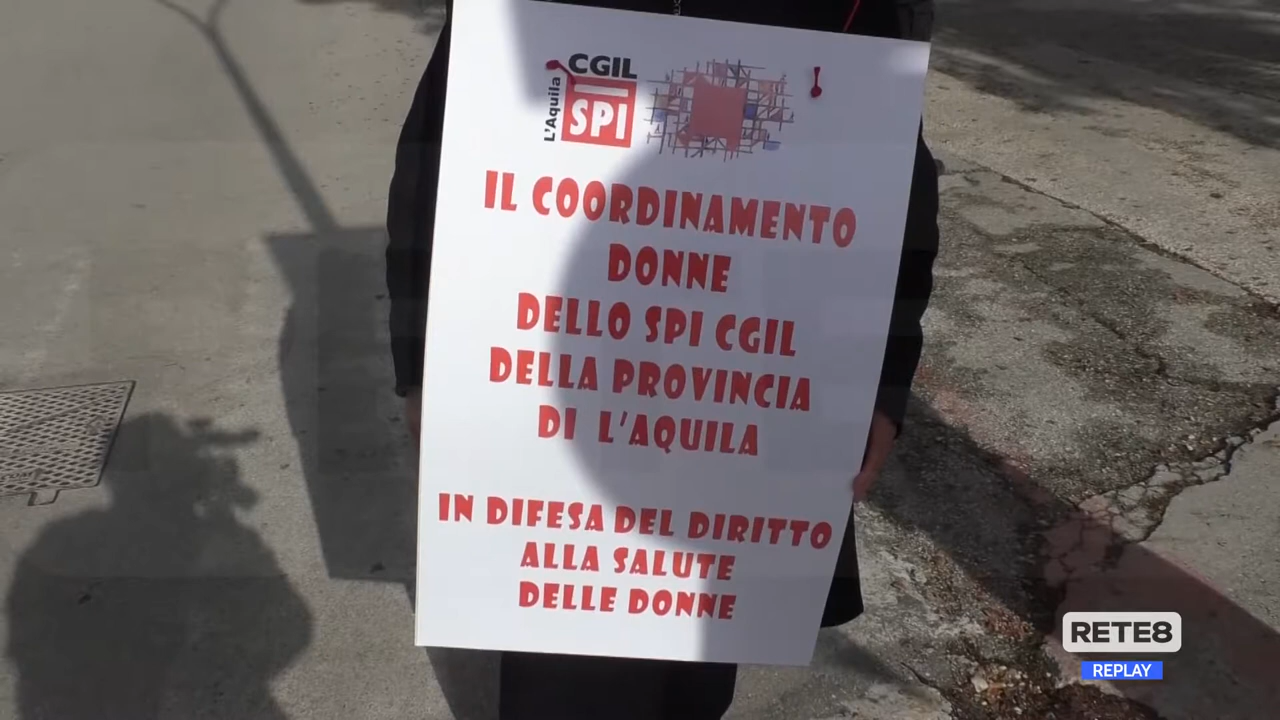 CGIL
L'Aquila
SPI
IL COORDINAMENTO
DONNE
DELLO SPI CGIL
DELLA PROVINCIA
DI L'AQUILA
IN DIFESA DEL DIRITTO
ALLA SALUTE
DELLE DONNE
RETE8
REPLAY